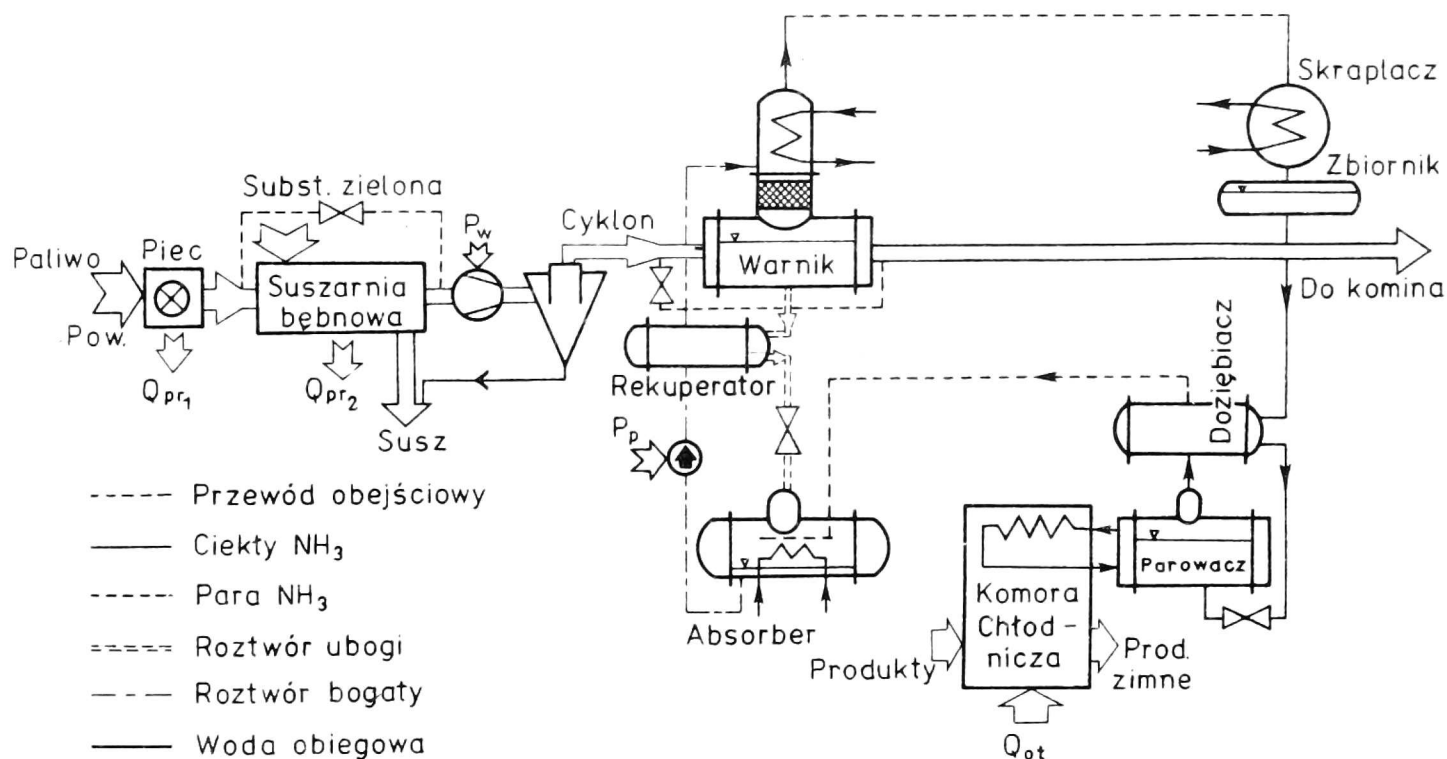 Skraplacz
Zbiornik
Subst. zielona
Cyklon
P_w
Paliwo
Piec
Pow.
Suszarnia
bębnowa
Warnik
Do komina
Q_pr1
Q_pr2
Susz
Rekuperator
Doziębiacz
P_p
Przewód obejściowy
Ciekły NH₃
Para NH₃
Roztwór ubogi
Roztwór bogaty
Woda obiegowa
Absorber
Parowacz
Komora
Chłod-
nicza
Produkty
Prod.
zimne
Q_ot